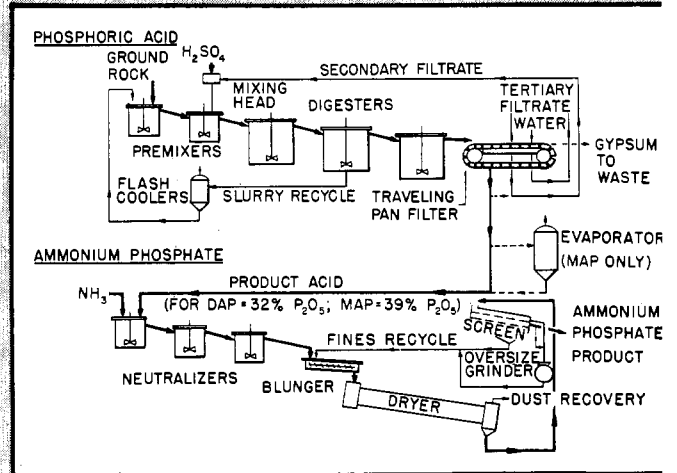 PHOSPHORIC ACID
GROUND
ROCK
H₂SO₄
MIXING
HEAD
SECONDARY FILTRATE
DIGESTERS
TERTIARY
FILTRATE
WATER
PREMIXERS
GYPSUM
TO
WASTE
FLASH
COOLERS
SLURRY RECYCLE
TRAVELING
PAN FILTER
EVAPORATOR
(MAP ONLY)
AMMONIUM PHOSPHATE
PRODUCT ACID
NH₃
(FOR DAP = 32% P₂O₅; MAP = 39% P₂O₅)
SCREEN
AMMONIUM
PHOSPHATE
PRODUCT
FINES RECYCLE
OVERSIZE
GRINDER
NEUTRALIZERS
BLUNGER
DRYER
DUST RECOVERY